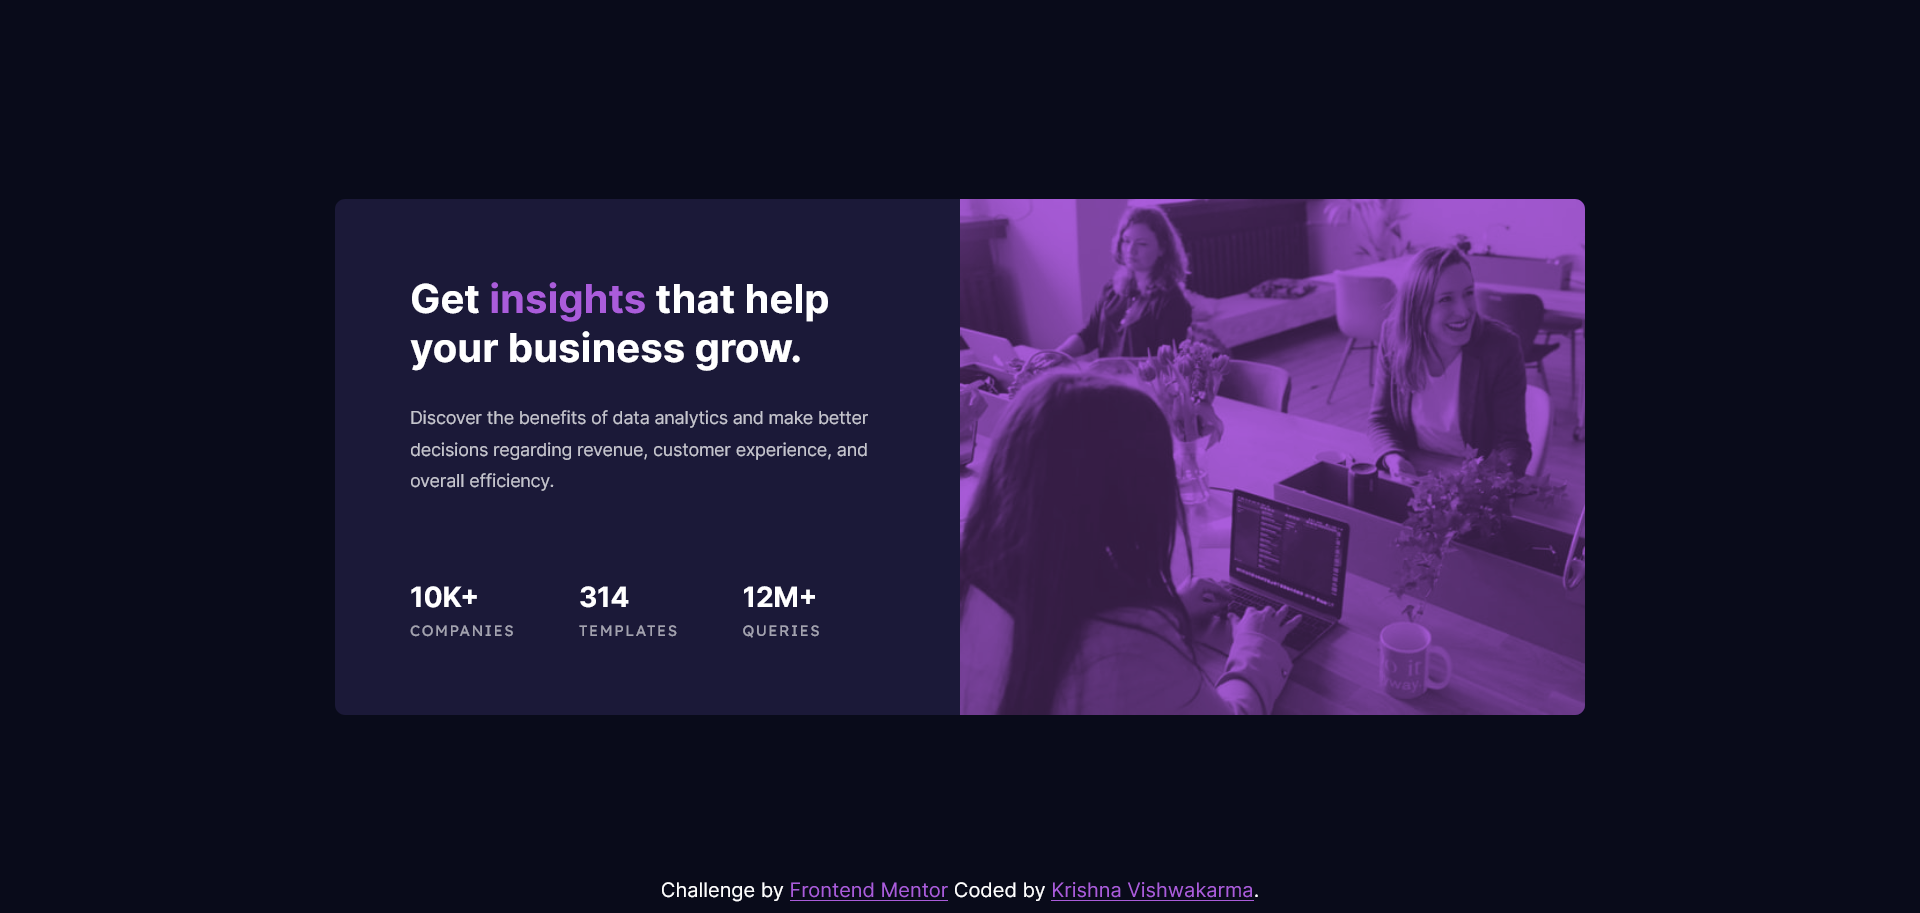 Get insights that help
your business grow.
Discover the benefits of data analytics and make better
decisions regarding revenue, customer experience, and
overall efficiency.
10K+ 314 12M+
COMPANIES TEMPLATES QUERIES
it
way.
Challenge by Frontend Mentor Coded by Krishna Vishwakarma.